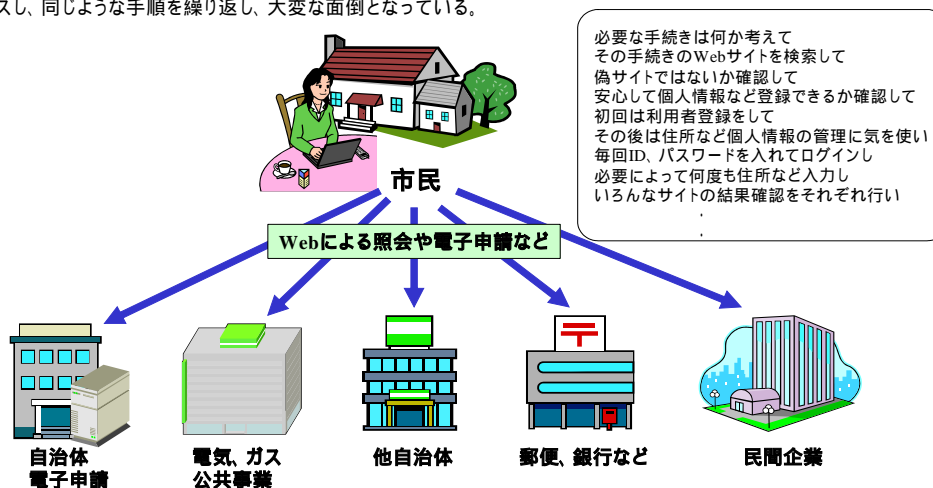 スし、同じような手順を繰り返し、大変な面倒となっている。
必要な手続きは何か考えて
その手続きのWebサイトを検索して
偽サイトではないか確認して
安心して個人情報など登録できるか確認して
初回は利用者登録をして
その後は住所など個人情報の管理に気を使い
毎回ID、パスワードを入れてログインし
必要によって何度も住所など入力し
いろんなサイトの結果確認をそれぞれ行い
．
．
市民
Webによる照会や電子申請など
自治体
電子申請
電気、ガス
公共事業
他自治体
〒
郵便、銀行など
民間企業